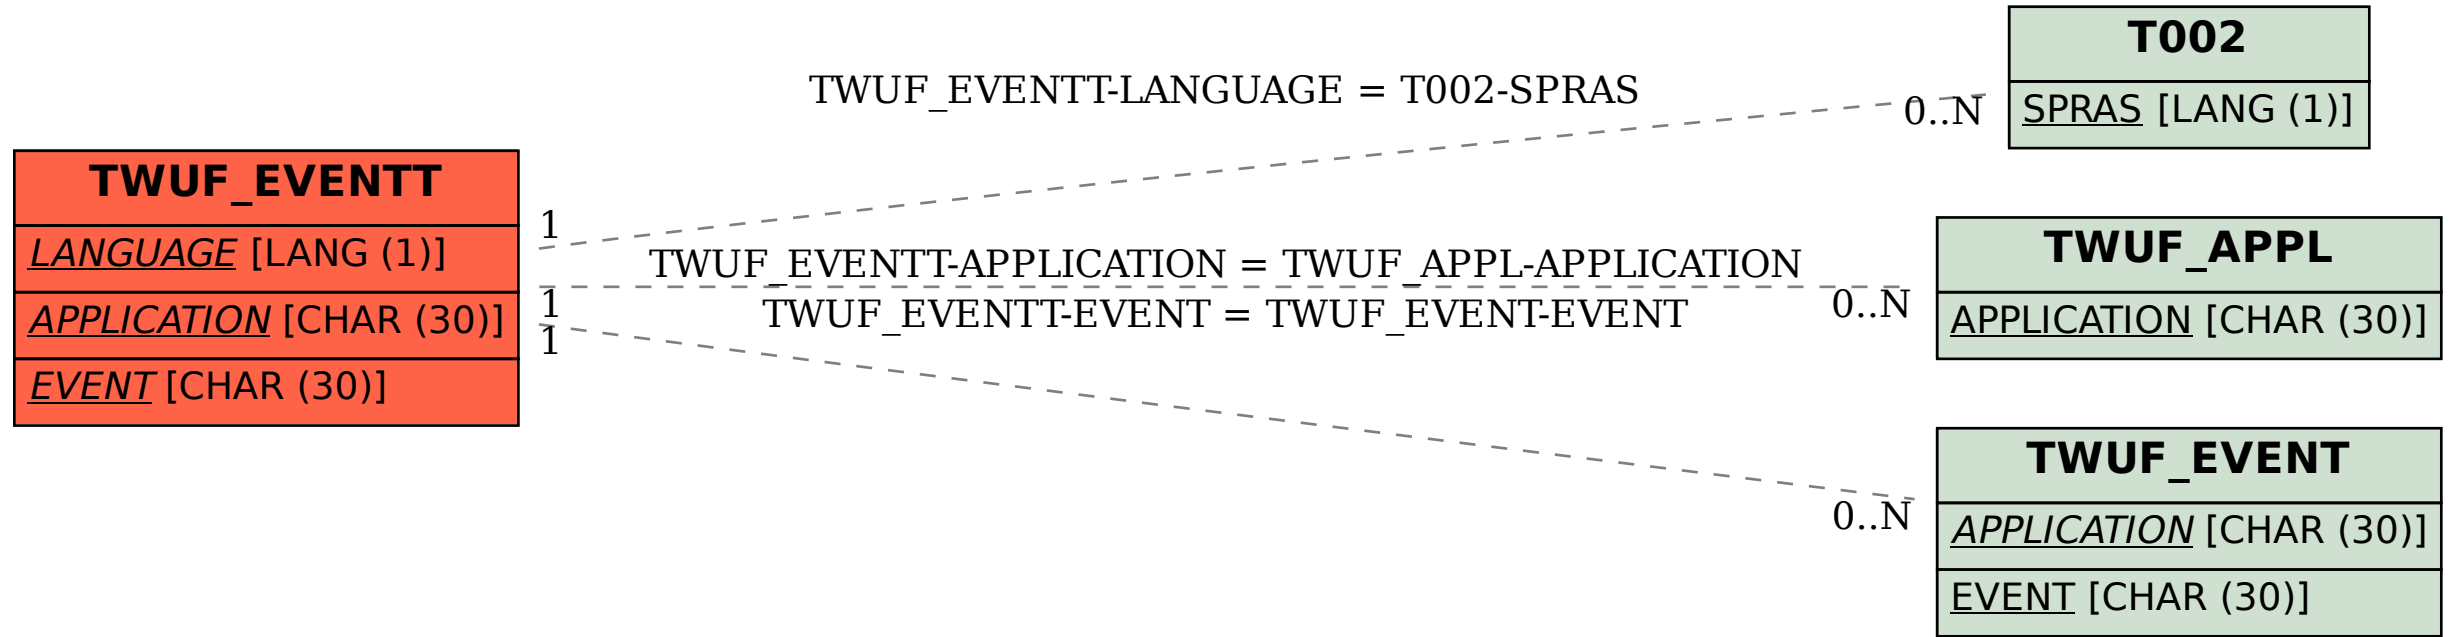 T002
SPRAS [LANG (1)]
TWUF_EVENTT-LANGUAGE = T002-SPRAS
0..N
TWUF_EVENTT
LANGUAGE [LANG (1)]
APPLICATION [CHAR (30)]
EVENT [CHAR (30)]
1
TWUF_EVENTT-APPLICATION = TWUF_APPL-APPLICATION
1
0..N
TWUF_APPL
APPLICATION [CHAR (30)]
TWUF_EVENTT-EVENT = TWUF_EVENT-EVENT
1
0..N
TWUF_EVENT
APPLICATION [CHAR (30)]
EVENT [CHAR (30)]